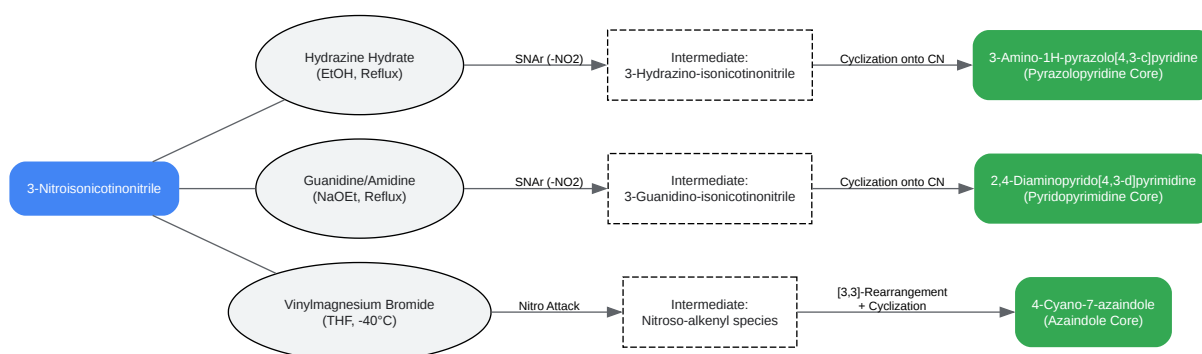 Hydrazine Hydrate
(EtOH, Reflux)
SNAr (-NO2)
Intermediate:
3-Hydrazino-isonicotinonitrile
Cyclization onto CN
3-Amino-1H-pyrazolo[4,3-c]pyridine
(Pyrazolopyridine Core)
3-Nitroisonicotinonitrile
Guanidine/Amidine
(NaOEt, Reflux)
SNAr (-NO2)
Intermediate:
3-Guanidino-isonicotinonitrile
Cyclization onto CN
2,4-Diaminopyrido[4,3-d]pyrimidine
(Pyridopyrimidine Core)
Vinylmagnesium Bromide
(THF, -40°C)
Nitro Attack
Intermediate:
Nitroso-alkenyl species
[3,3]-Rearrangement
+ Cyclization
4-Cyano-7-azaindole
(Azaindole Core)